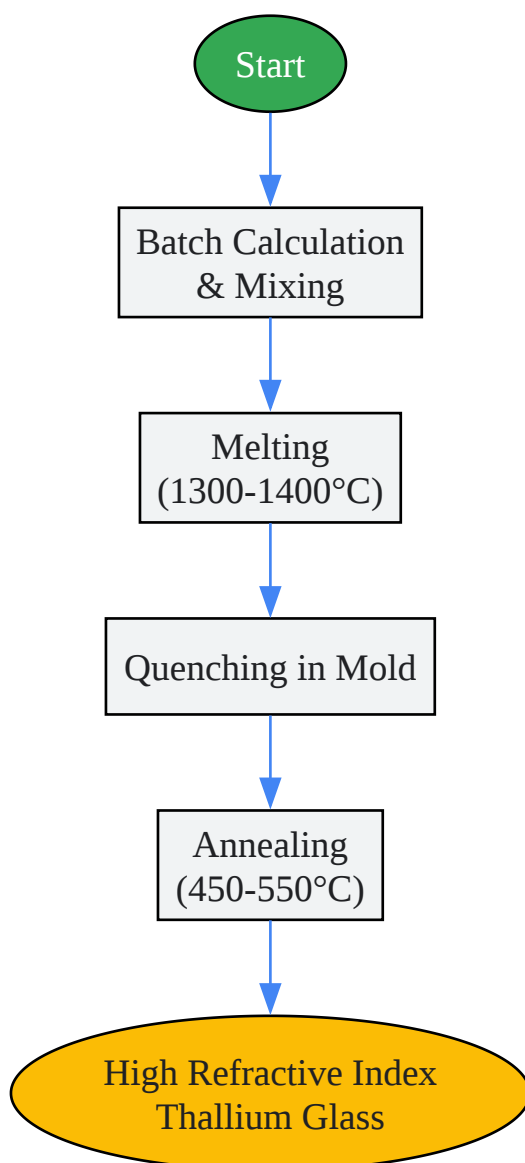 Start
Batch Calculation
& Mixing
Melting
(1300-1400°C)
Quenching in Mold
Annealing
(450-550°C)
High Refractive Index
Thallium Glass